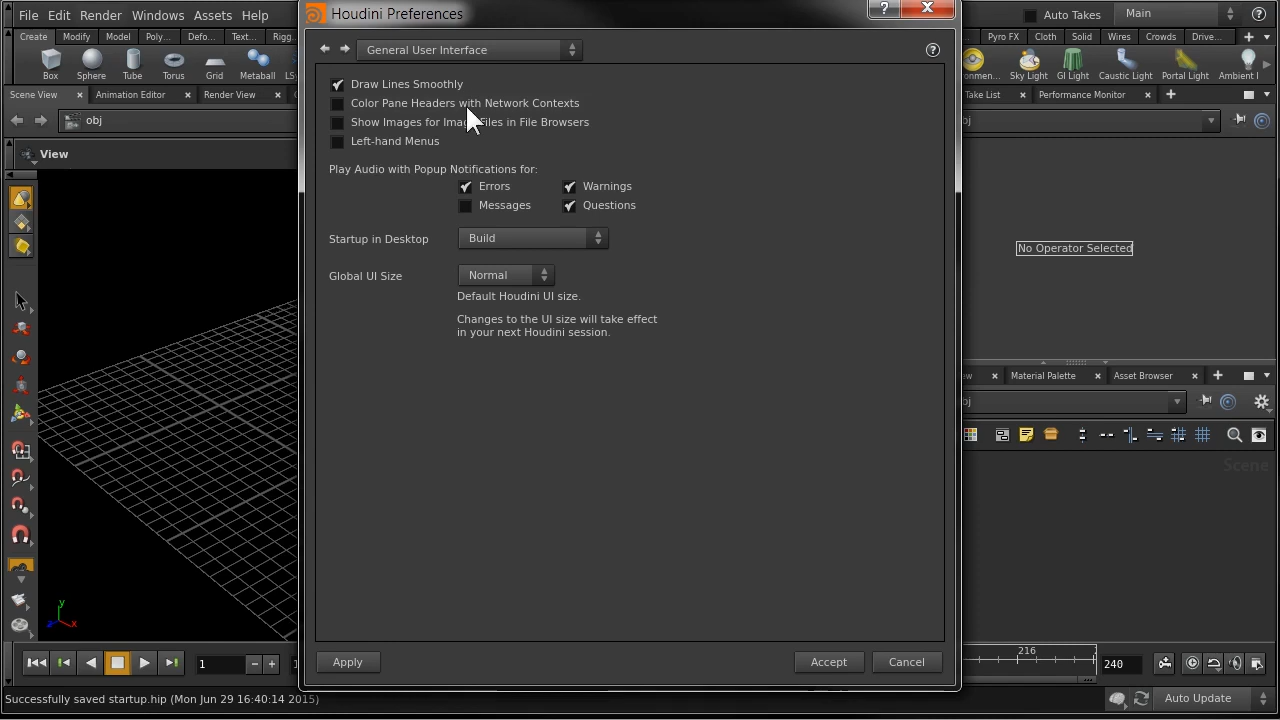 Houdini Preferences
File Edit Render Windows Assets Help
Auto Takes Main
Create Modify Model Poly... Defo... Text... Rigg...
Pyro FX Cloth Solid Wires Crowds Drive...
Box Sphere Tube Torus Grid Metaball
Sky Light GI Light Caustic Light Portal Light Ambient
Scene View Animation Editor Render View
Take List Performance Monitor
obj
View
General User Interface
Draw Lines Smoothly
Color Pane Headers with Network Contexts
Show Images for Image Files in File Browsers
Left-hand Menus
Play Audio with Popup Notifications for:
Errors Warnings
Messages Questions
Startup in Desktop Build
Global UI Size Normal
Default Houdini UI size.
Changes to the UI size will take effect
in your next Houdini session.
No Operator Selected
Material Palette Asset Browser
Scene
Apply Accept Cancel
1
216
240
Successfully saved startup.hip (Mon Jun 29 16:40:14 2015)
Auto Update